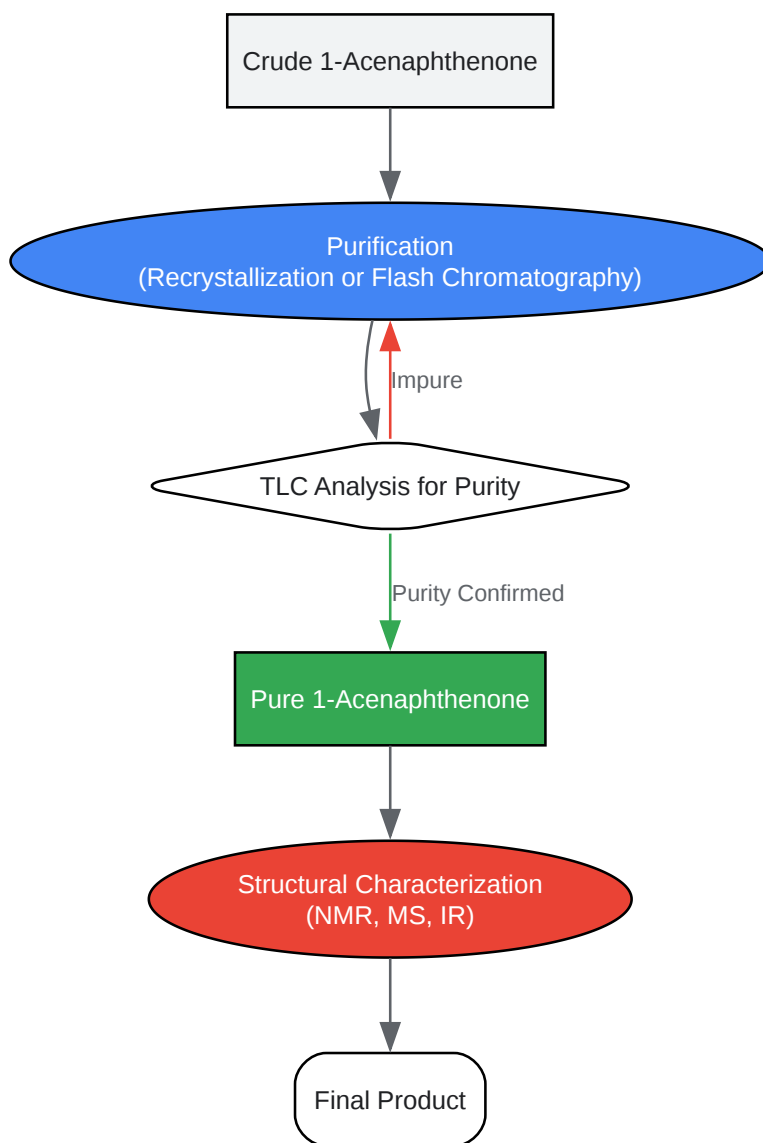 Crude 1-Acenaphthenone
Purification
(Recrystallization or Flash Chromatography)
Impure
TLC Analysis for Purity
Purity Confirmed
Pure 1-Acenaphthenone
Structural Characterization
(NMR, MS, IR)
Final Product